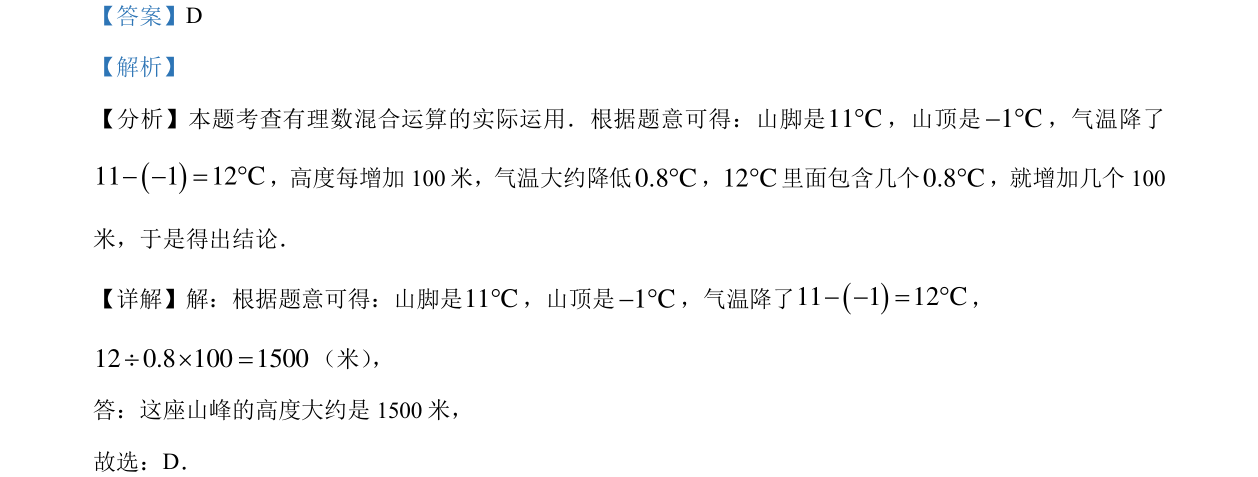 【答案】D
【解析】
【分析】本题考查有理数混合运算的实际运用．根据题意可得：山脚是11℃，山顶是−1℃，气温降了
11−(−1)=12℃，高度每增加 100 米，气温大约降低0.8℃，12℃里面包含几个0.8℃，就增加几个 100
米，于是得出结论．
【详解】解：根据题意可得：山脚是11℃，山顶是−1℃，气温降了11−(−1)=12℃，
12÷0.8×100=1500（米），
答：这座山峰的高度大约是 1500 米，
故选：D．